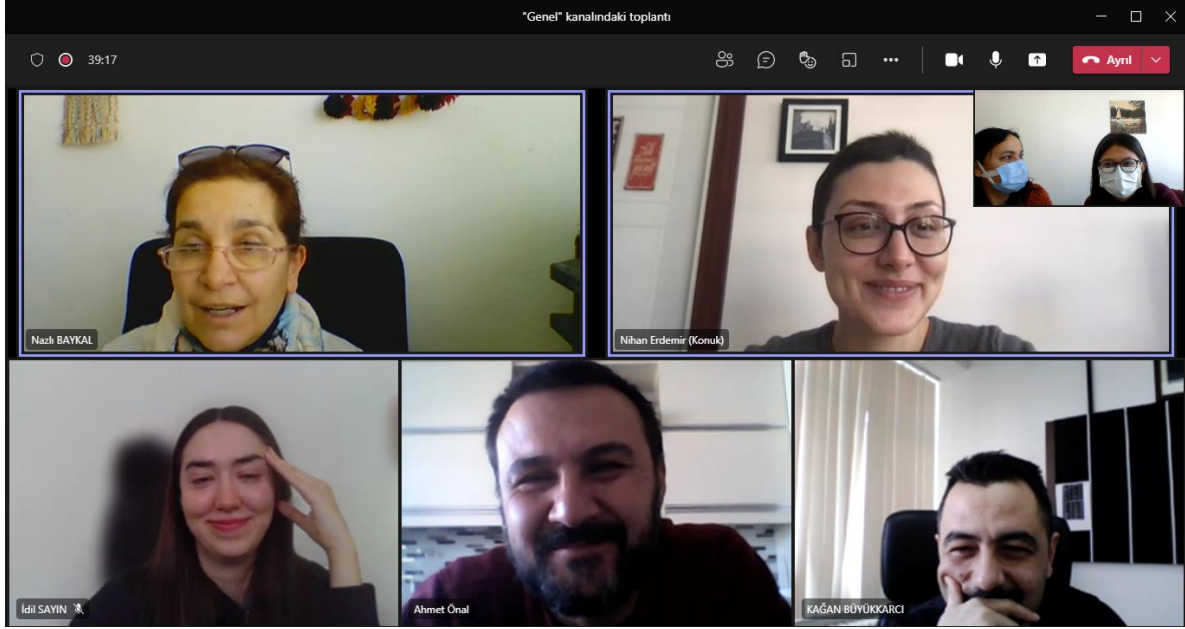 "Genel" kanalındaki toplantı
39:17
Ayrıl
Nazlı BAYKAL
Nihan Erdemir (Konuk)
İdil SAYIN
Ahmet Önal
KAĞAN BÜYÜKKARCI